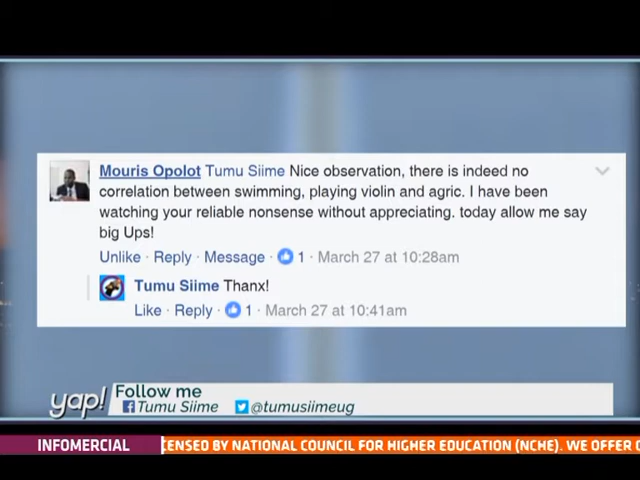 Mouris Opolot Tumu Siime Nice observation, there is indeed no
correlation between swimming, playing violin and agric. I have been
watching your reliable nonsense without appreciating. today allow me say
big Ups!
Unlike · Reply · Message · 1 · March 27 at 10:28am
Tumu Siime Thanx!
Like · Reply · 1 · March 27 at 10:41am
yap!
Follow me
Tumu Siime @tumusiimeug
INFOMERCIAL CENSED BY NATIONAL COUNCIL FOR HIGHER EDUCATION (NCHE). WE OFFER